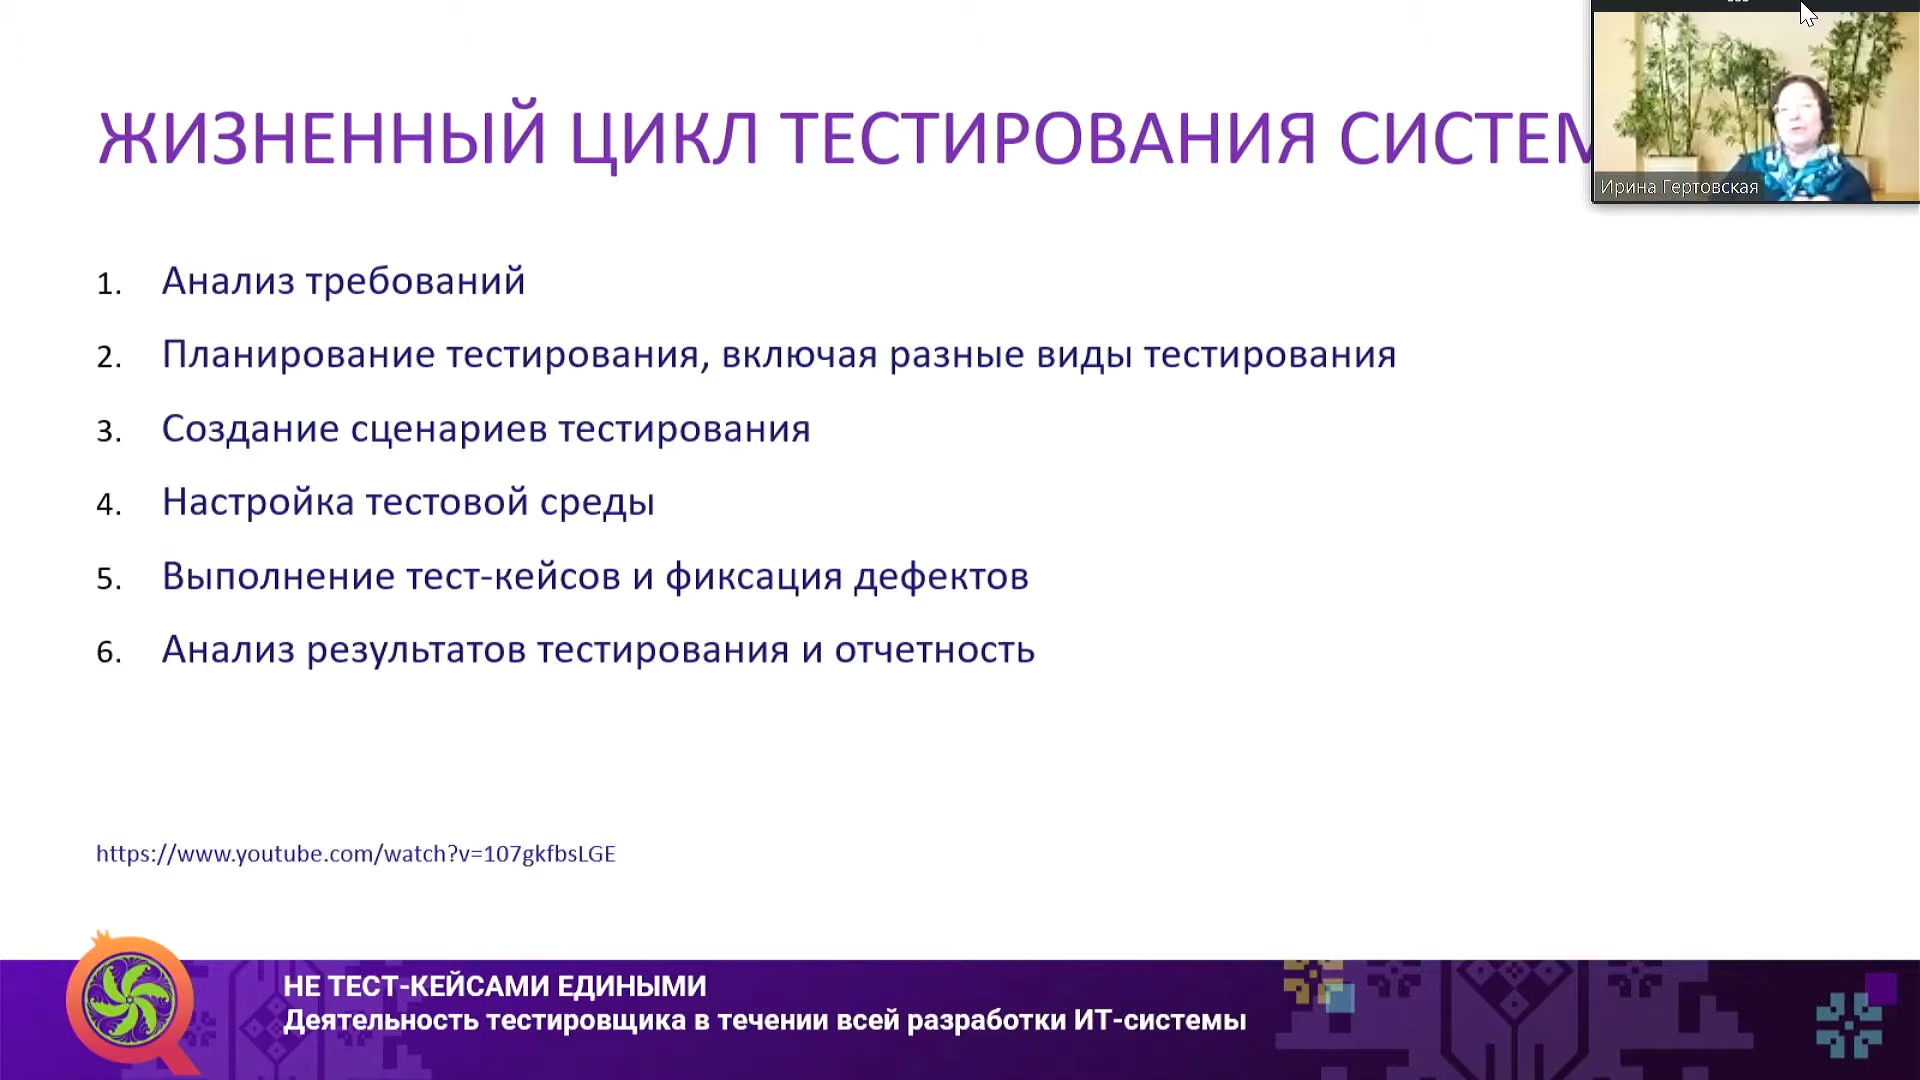 ЖИЗНЕННЫЙ ЦИКЛ ТЕСТИРОВАНИЯ СИСТЕМ
Ирина Гертовская
1. Анализ требований
2. Планирование тестирования, включая разные виды тестирования
3. Создание сценариев тестирования
4. Настройка тестовой среды
5. Выполнение тест-кейсов и фиксация дефектов
6. Анализ результатов тестирования и отчетность
https://www.youtube.com/watch?v=107gkfbsLGE
НЕ ТЕСТ-КЕЙСАМИ ЕДИНЫМИ
Деятельность тестировщика в течении всей разработки ИТ-системы